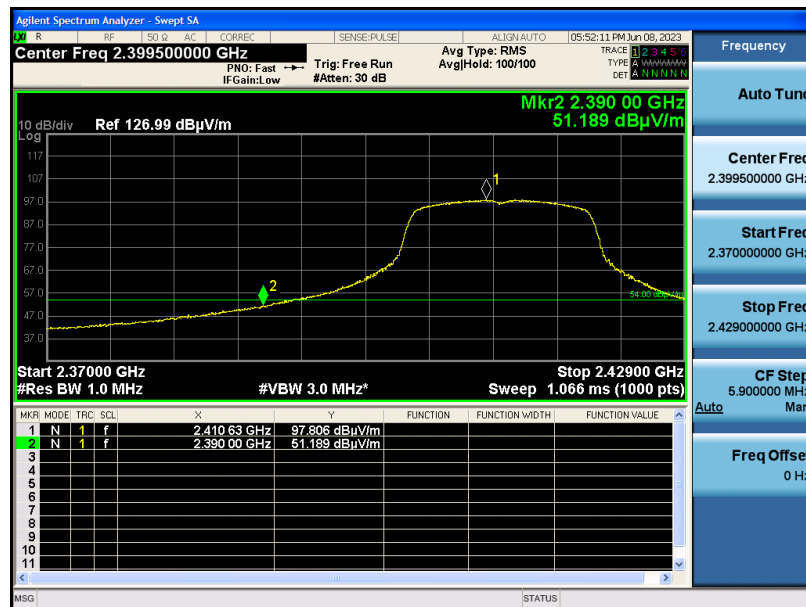 Agilent Spectrum Analyzer - Swept SA
LXI R RF 50 Ω AC CORREC SENSE:PULSE ALIGN AUTO 05:52:11 PM Jun 08, 2023
Center Freq 2.399500000 GHz
PNO: Fast
IFGain:Low
Trig: Free Run
#Atten: 30 dB
Avg Type: RMS
Avg|Hold: 100/100
TRACE 1 2 3 4 5 6
TYPE A WWWWW
DET A N N N N N
Mkr2 2.390 00 GHz
51.189 dBµV/m
10 dB/div Ref 126.99 dBµV/m
Log
117
107
97.0
87.0
77.0
67.0
57.0
47.0
37.0
1
2
54.00 dBµV/m
Start 2.37000 GHz Stop 2.42900 GHz
#Res BW 1.0 MHz #VBW 3.0 MHz* Sweep 1.066 ms (1000 pts)
MKR MODE TRC SCL X Y FUNCTION FUNCTION WIDTH FUNCTION VALUE
1 N 1 f 2.410 63 GHz 97.806 dBµV/m
2 N 1 f 2.390 00 GHz 51.189 dBµV/m
3
4
5
6
7
8
9
10
11
MSG STATUS
Frequency
Auto Tune
Center Freq
2.399500000 GHz
Start Freq
2.370000000 GHz
Stop Freq
2.429000000 GHz
CF Step
5.900000 MHz
Auto Man
Freq Offset
0 Hz